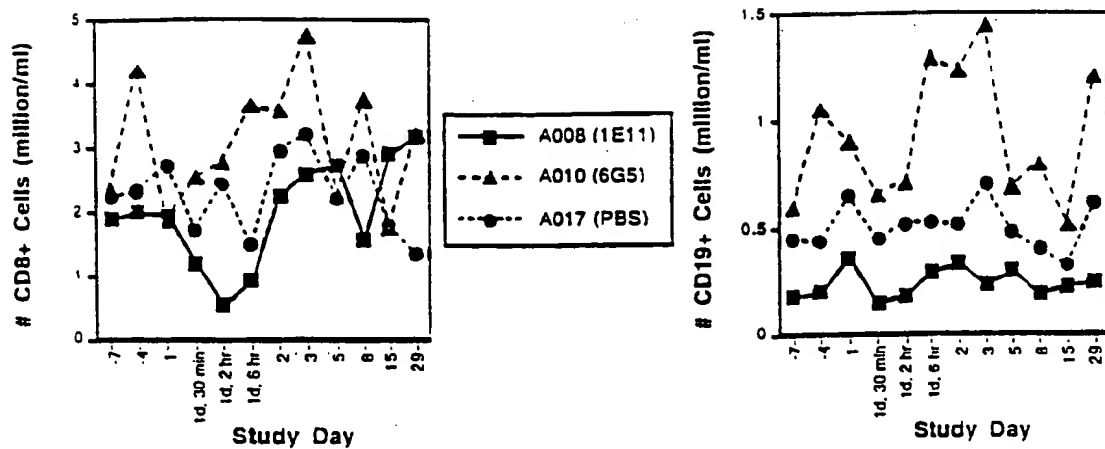 # CD8+ Cells (million/ml)
5
4
3
2
1
0
-7
-4
1
1d, 30 min
1d, 2 hr
1d, 6 hr
2
3
5
8
15
29
Study Day
A008 (1E11)
A010 (6G5)
A017 (PBS)
# CD19+ Cells (million/ml)
1.5
1
0.5
0
-7
-4
1
1d, 30 min
1d, 2 hr
1d, 6 hr
2
3
5
8
15
29
Study Day